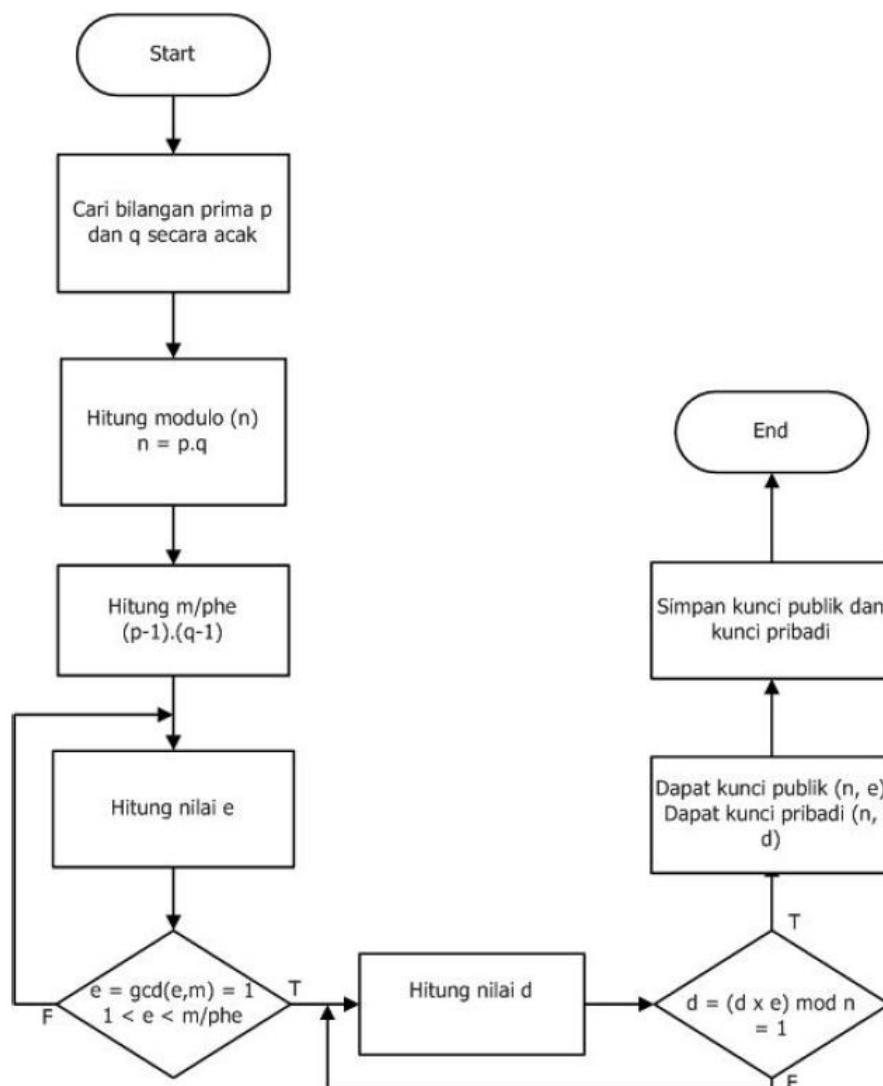 Start
Cari bilangan prima p
dan q secara acak
Hitung modulo (n)
n = p.q
Hitung m/phe
(p-1).(q-1)
Hitung nilai e
e = gcd(e,m) = 1
1 < e < m/phe
F
T
Hitung nilai d
d = (d x e) mod n
= 1
F
T
Dapat kunci publik (n, e)
Dapat kunci pribadi (n,
d)
Simpan kunci publik dan
kunci pribadi
End